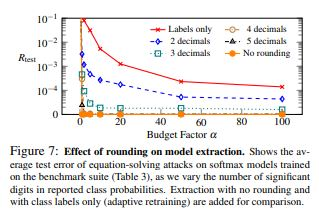 10−1
10−2
10−3
10−4
0
Rtest
1 10 20 50 100
Budget Factor α
Labels only
2 decimals
3 decimals
4 decimals
5 decimals
No rounding
Figure 7: Effect of rounding on model extraction. Shows the av-
erage test error of equation-solving attacks on softmax models trained
on the benchmark suite (Table 3), as we vary the number of significant
digits in reported class probabilities. Extraction with no rounding and
with class labels only (adaptive retraining) are added for comparison.